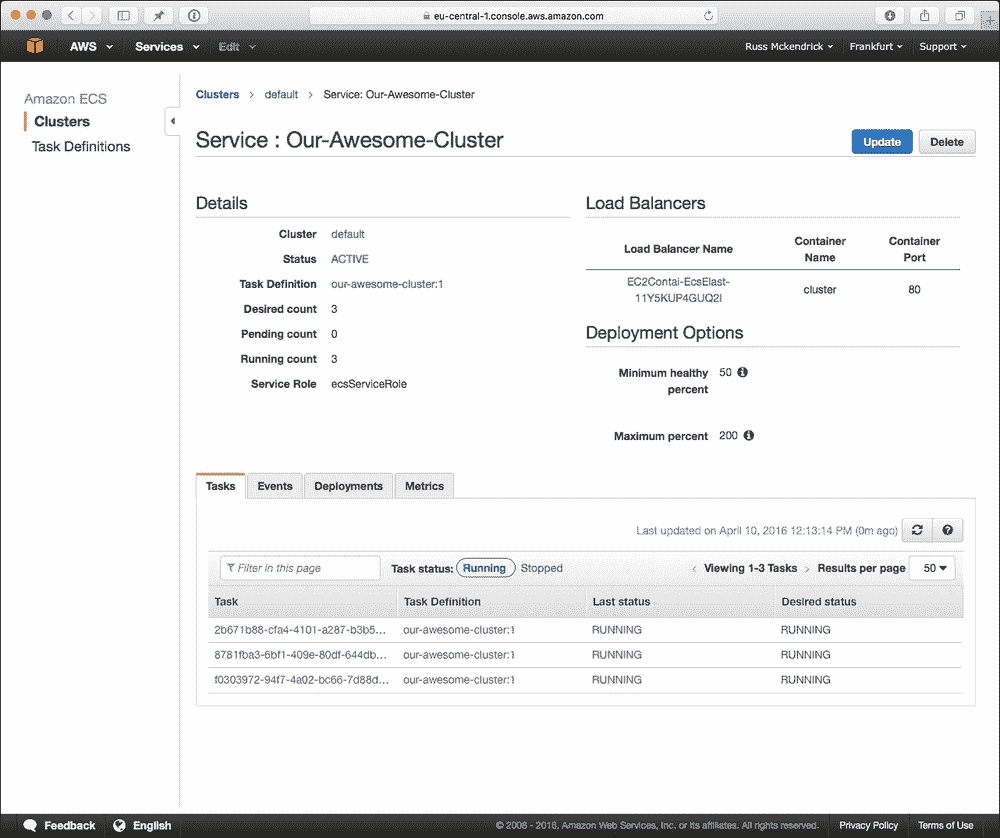 eu-central-1.console.aws.amazon.com
AWS Services Edit Russ Mckendrick Frankfurt Support
Amazon ECS
Clusters
Task Definitions
Clusters > default > Service: Our-Awesome-Cluster
Service : Our-Awesome-Cluster
Update Delete
Details
Cluster default
Status ACTIVE
Task Definition our-awesome-cluster:1
Desired count 3
Pending count 0
Running count 3
Service Role ecsServiceRole
Load Balancers
Load Balancer Name Container Name Container Port
EC2Contai-EcsElast-
11Y5KUP4GUQ2I
cluster 80
Deployment Options
Minimum healthy percent 50
Maximum percent 200
Tasks Events Deployments Metrics
Last updated on April 10, 2016 12:13:14 PM (0m ago)
Filter in this page Task status: Running Stopped < Viewing 1-3 Tasks > Results per page 50
Task Task Definition Last status Desired status
2b671b88-cfa4-4101-a287-b3b5... our-awesome-cluster:1 RUNNING RUNNING
8781fba3-6bf1-409e-80df-644db... our-awesome-cluster:1 RUNNING RUNNING
f0303972-94f7-4a02-bc66-7d88d... our-awesome-cluster:1 RUNNING RUNNING
Feedback English © 2008 - 2016, Amazon Web Services, Inc. or its affiliates. All rights reserved. Privacy Policy Terms of Use